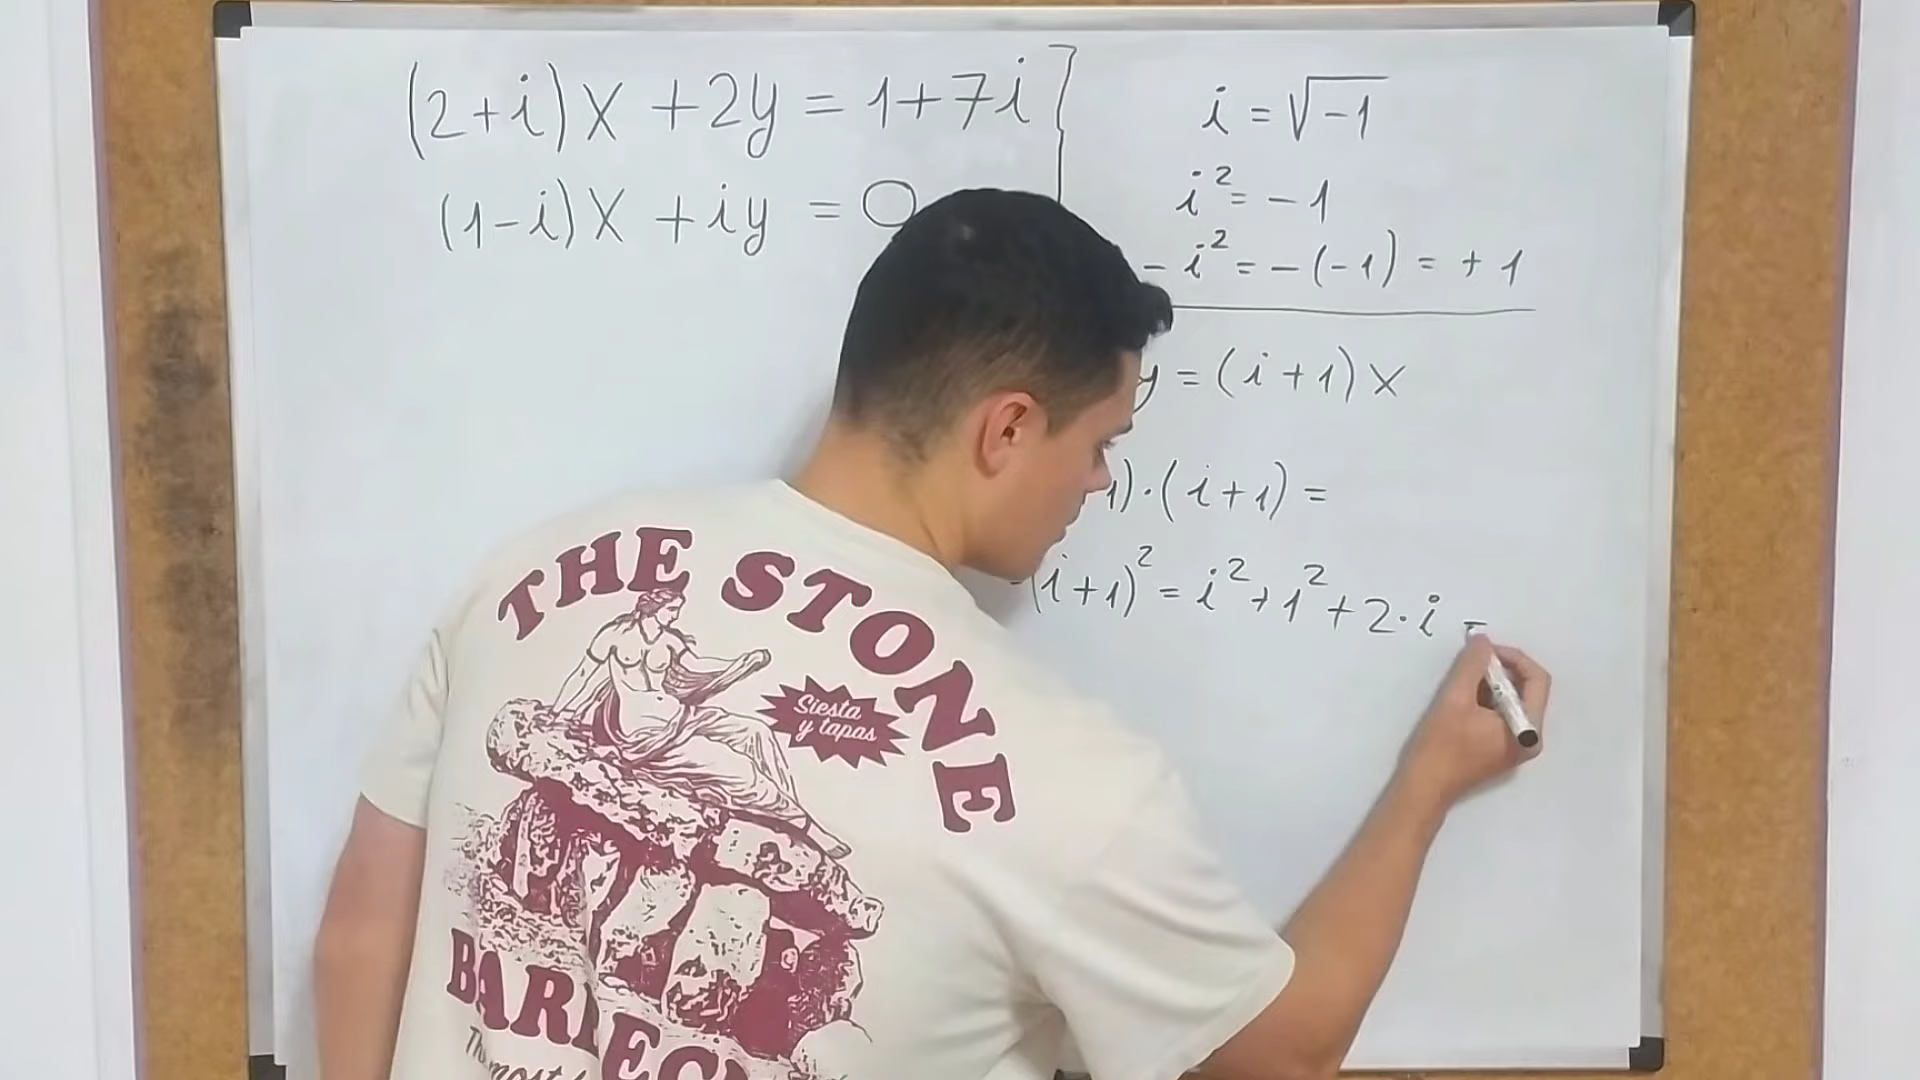 (2+i)x + 2y = 1+7i
(1-i)x + iy = 0
i = √-1
i² = -1
-i² = -(-1) = +1
y = (i+1)x
1)·(i+1) =
(i+1)² = i² + 1² + 2·i
THE STONE
Siesta
y tapas